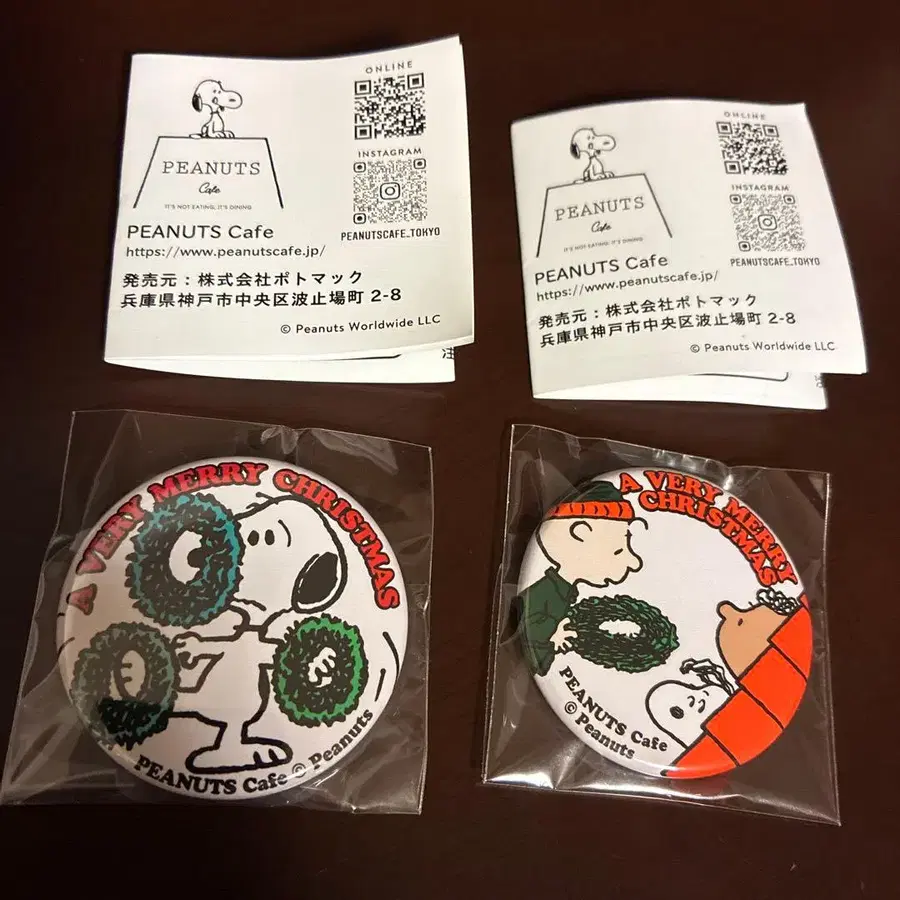 PEANUTS
Cafe
IT'S NOT EATING, IT'S DINING.
ONLINE
INSTAGRAM
PEANUTSCAFE_TOKYO
PEANUTS Cafe
https://www.peanutscafe.jp/
発売元：株式会社ポトマック
兵庫県神戸市中央区波止場町 2-8
© Peanuts Worldwide LLC
注
PEANUTS
Cafe
IT'S NOT EATING, IT'S DINING.
ONLINE
INSTAGRAM
PEANUTSCAFE_TOKYO
PEANUTS Cafe
https://www.peanutscafe.jp/
発売元：株式会社ポトマック
兵庫県神戸市中央区波止場町 2-8
© Peanuts Worldwide LLC
A VERY MERRY CHRISTMAS
PEANUTS Cafe © Peanuts
A VERY MERRY
CHRISTMAS
PEANUTS Cafe
© Peanuts